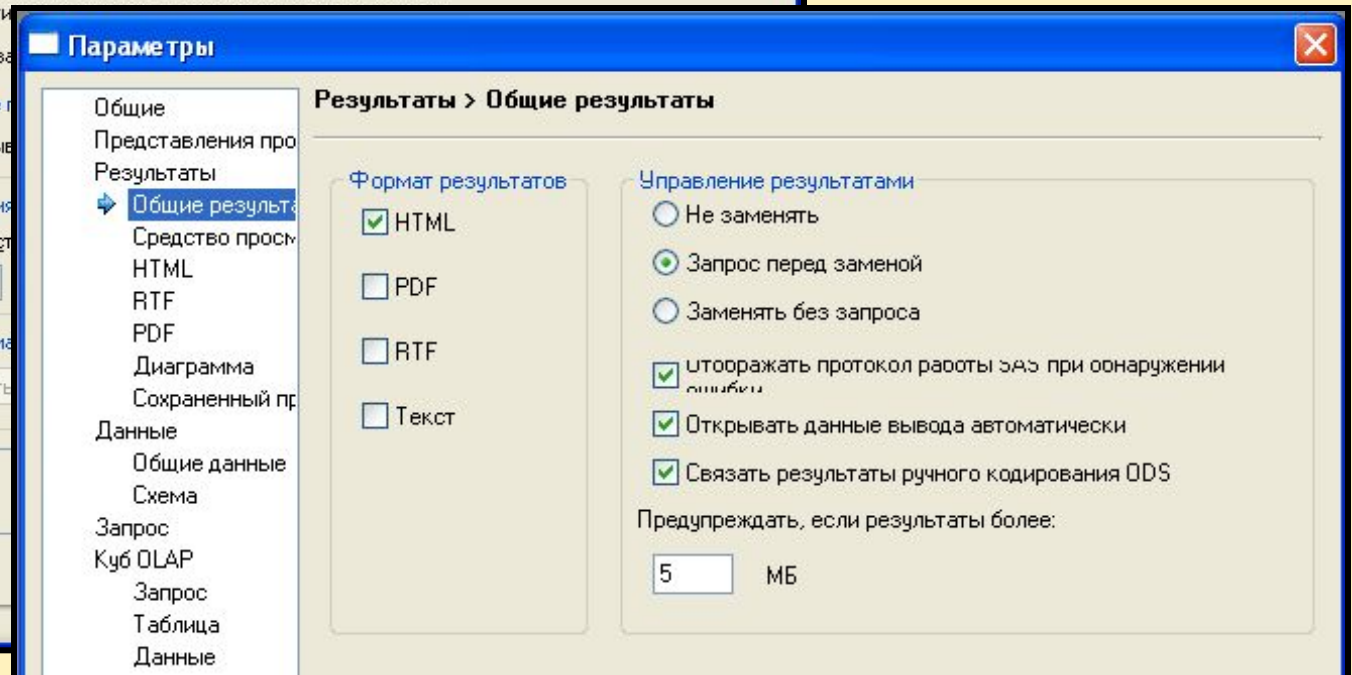 Параметры
Общие
Представления про
Результаты
Общие результа
Средство просм
HTML
RTF
PDF
Диаграмма
Сохраненный пр
Данные
Общие данные
Схема
Запрос
Куб OLAP
Запрос
Таблица
Данные
Результаты > Общие результаты
Формат результатов
HTML
PDF
RTF
Текст
Управление результатами
Не заменять
Запрос перед заменой
Заменять без запроса
Отображать протокол работы SAS при обнаружении
ошибки
Открывать данные вывода автоматически
Связать результаты ручного кодирования ODS
Предупреждать, если результаты более:
5 МБ